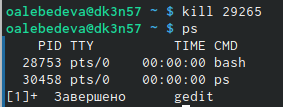 oalebedeva@dk3n57 ~ $ kill 29265
oalebedeva@dk3n57 ~ $ ps
    PID TTY          TIME CMD
  28753 pts/0    00:00:00 bash
  30458 pts/0    00:00:00 ps
[1]+  Завершено      gedit